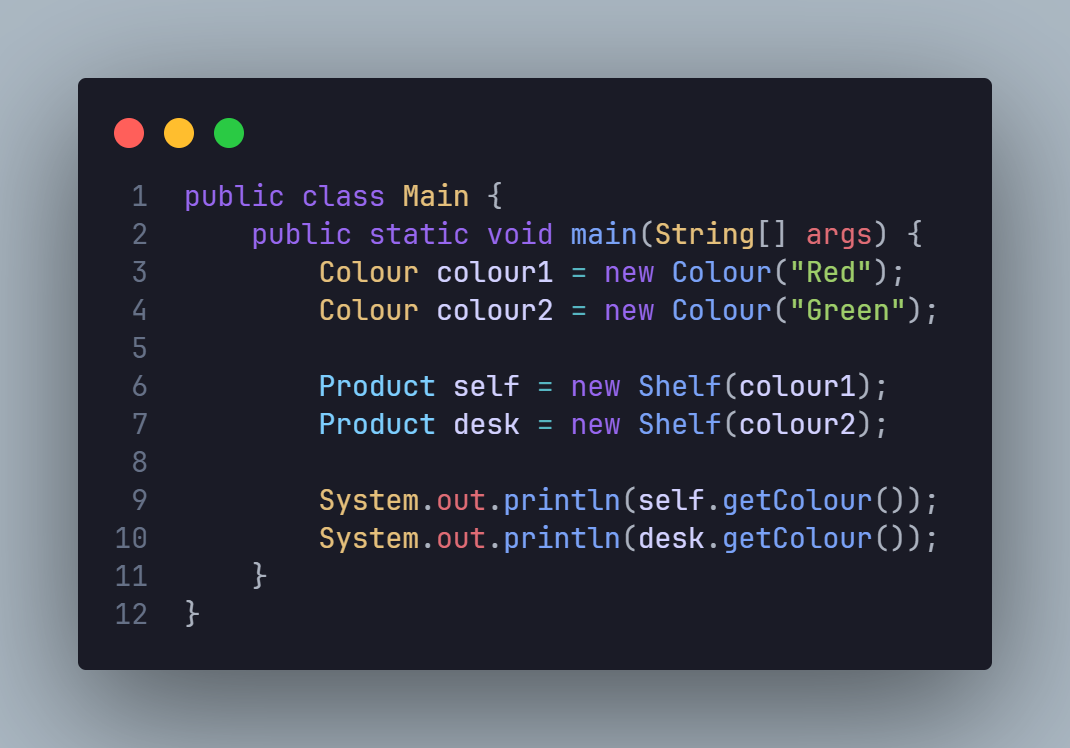 1 public class Main {
2     public static void main(String[] args) {
3         Colour colour1 = new Colour("Red");
4         Colour colour2 = new Colour("Green");
5
6         Product self = new Shelf(colour1);
7         Product desk = new Shelf(colour2);
8
9         System.out.println(self.getColour());
10         System.out.println(desk.getColour());
11     }
12 }